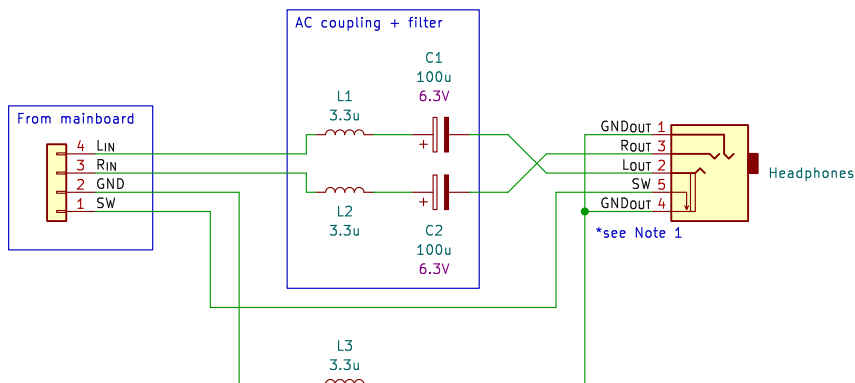 AC coupling + filter
C1
100u
6.3V
L1
3.3u
From mainboard
4 LIN
3 RIN
2 GND
1 SW
+
+
L2
3.3u
C2
100u
6.3V
GNDOUT 1
ROUT 3
LOUT 2
SW 5
GNDOUT 4
Headphones
*see Note 1
L3
3.3u